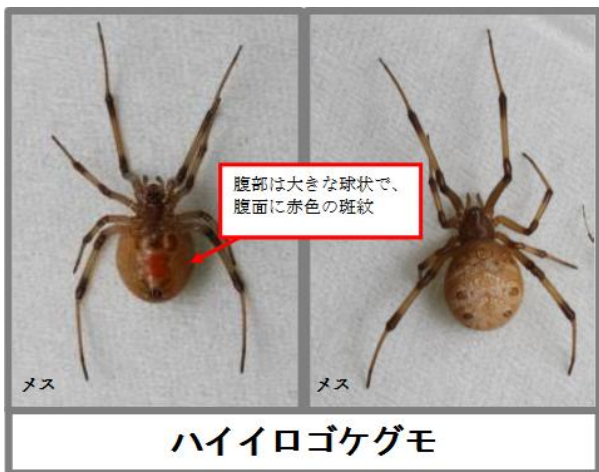 腹部は大きな球状で、
腹面に赤色の斑紋
メス
メス
ハイイロゴケグモ